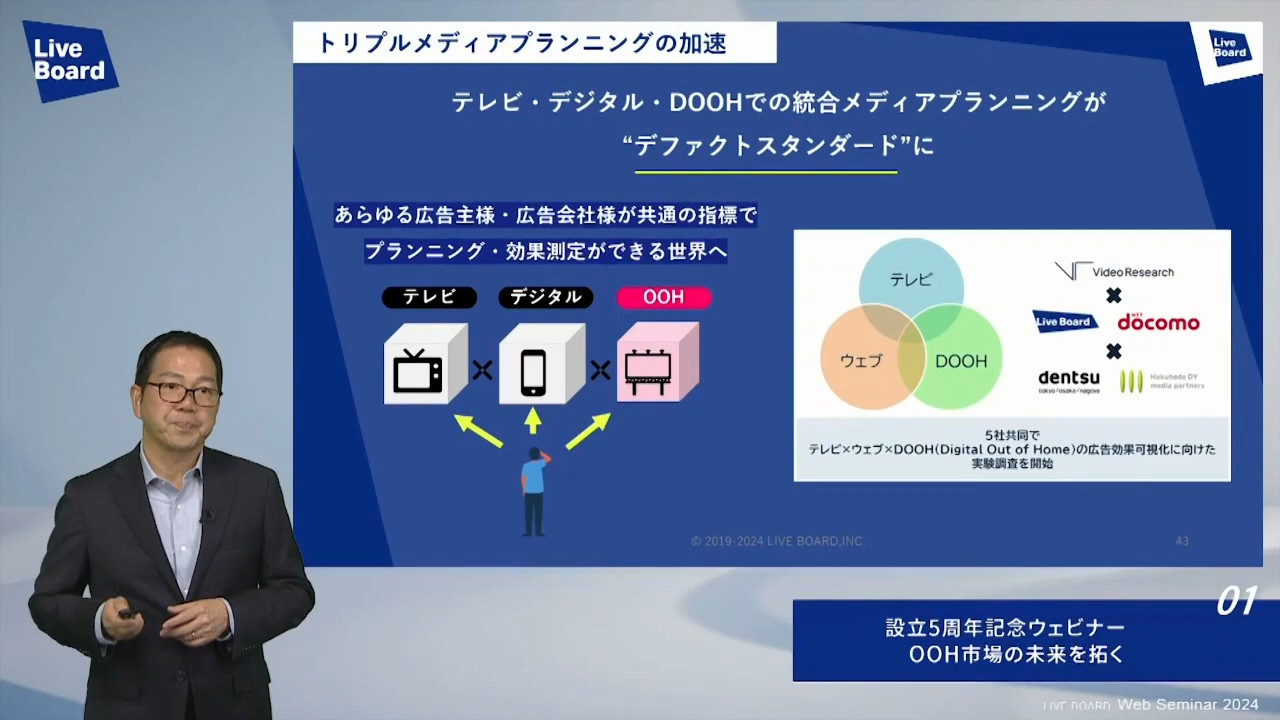 Live
Board
トリプルメディアプランニングの加速
Live
Board
テレビ・デジタル・DOOHでの統合メディアプランニングが
“デファクトスタンダード”に
あらゆる広告主様・広告会社様が共通の指標で
プランニング・効果測定ができる世界へ
テレビ
デジタル
OOH
テレビ
ウェブ
DOOH
Video Research
Live Board
NTT
döcomo
dentsu
tokyo/osaka/nagoya
Hakuhodo DY
media partners
5社共同で
テレビ×ウェブ×DOOH(Digital Out of Home)の広告効果可視化に向けた
実験調査を開始
© 2019-2024 LIVE BOARD,INC.
43
01
設立5周年記念ウェビナー
OOH市場の未来を拓く
LIVE BOARD Web Seminar 2024